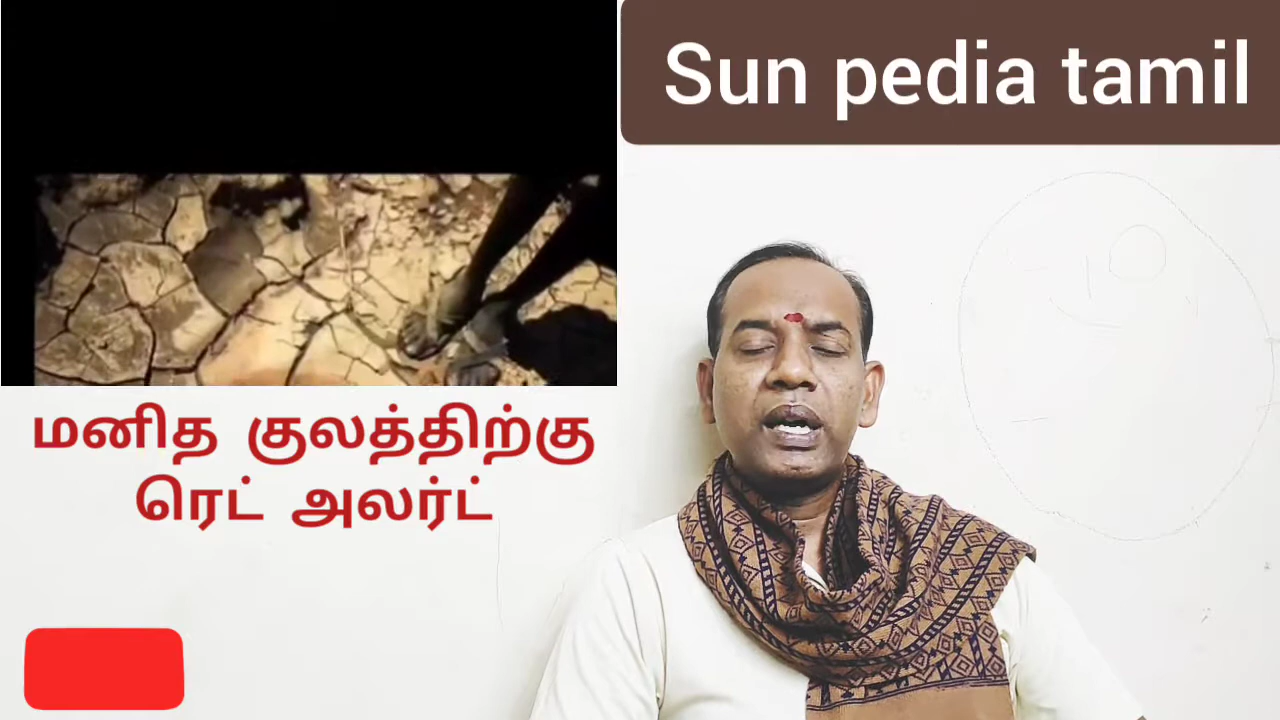 Sun pedia tamil
மனித குலத்திற்கு
ரெட் அலர்ட்